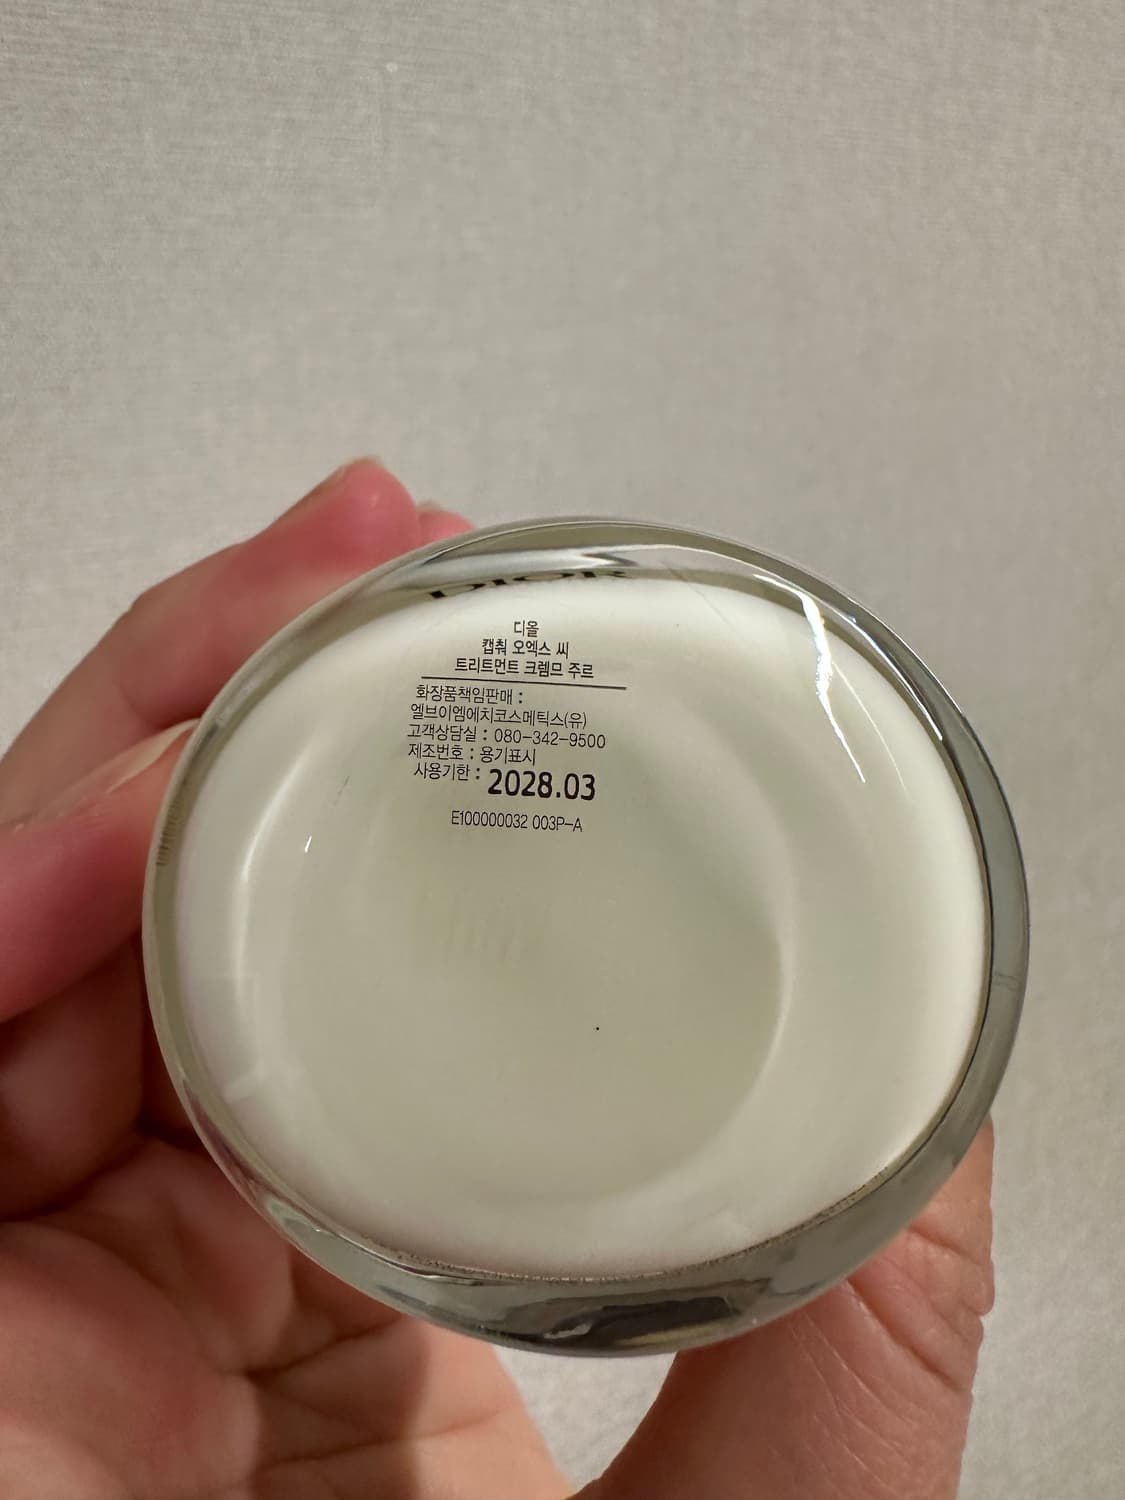 DIOR
디올
캡춰 오엑스 씨
트리트먼트 크렘므 주르
화장품책임판매 :
엘브이엠에치코스메틱스(유)
고객상담실 : 080-342-9500
제조번호 : 용기표시
사용기한 : 2028.03
E100000032 003P-A